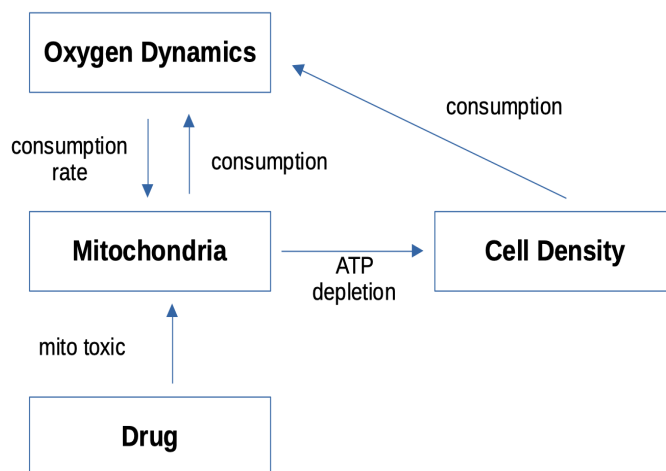 Oxygen Dynamics
consumption
consumption
rate
consumption
Mitochondria
Cell Density
ATP
depletion
mito toxic
Drug